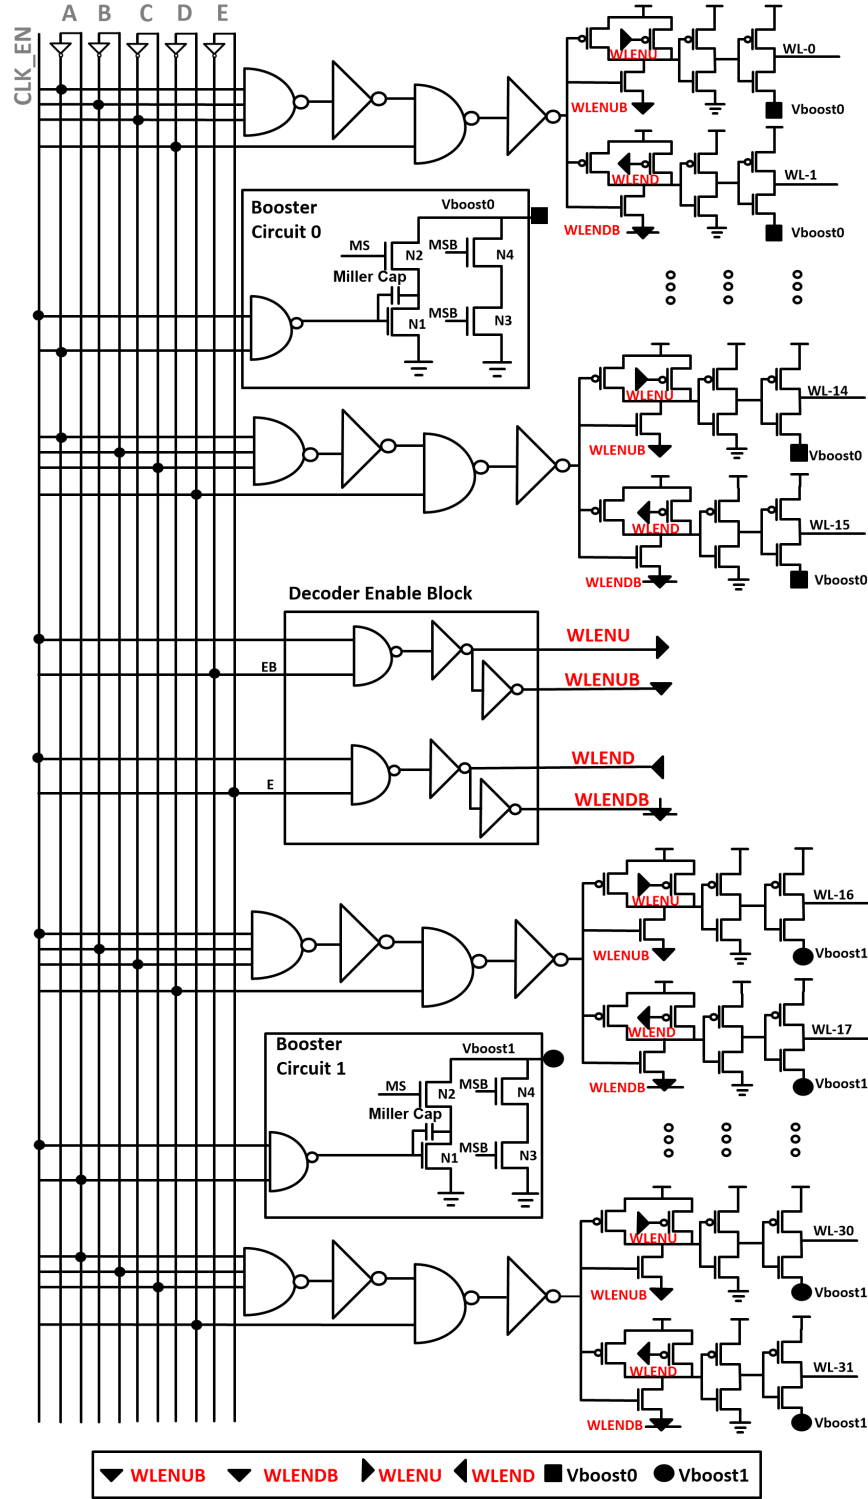 A B C D E
CLK_EN
WLENU
WL-0
WLENUB
Vboost0
WLEND
WL-1
WLENDB
Vboost0
Booster
Circuit 0
Vboost0
MS
N2
MSB
N4
Miller Cap
N1
MSB
N3
WLENU
WL-14
WLENUB
Vboost0
WLEND
WL-15
WLENDB
Vboost0
Decoder Enable Block
WLENU
EB
WLENUB
WLEND
E
WLENDB
WLENU
WL-16
WLENUB
Vboost1
WLEND
WL-17
WLENDB
Vboost1
Booster
Circuit 1
Vboost1
MS
N2
MSB
N4
Miller Cap
N1
MSB
N3
WLENU
WL-30
WLENUB
Vboost1
WLEND
WL-31
WLENDB
Vboost1
WLENUB WLENDB WLENU WLEND Vboost0 Vboost1